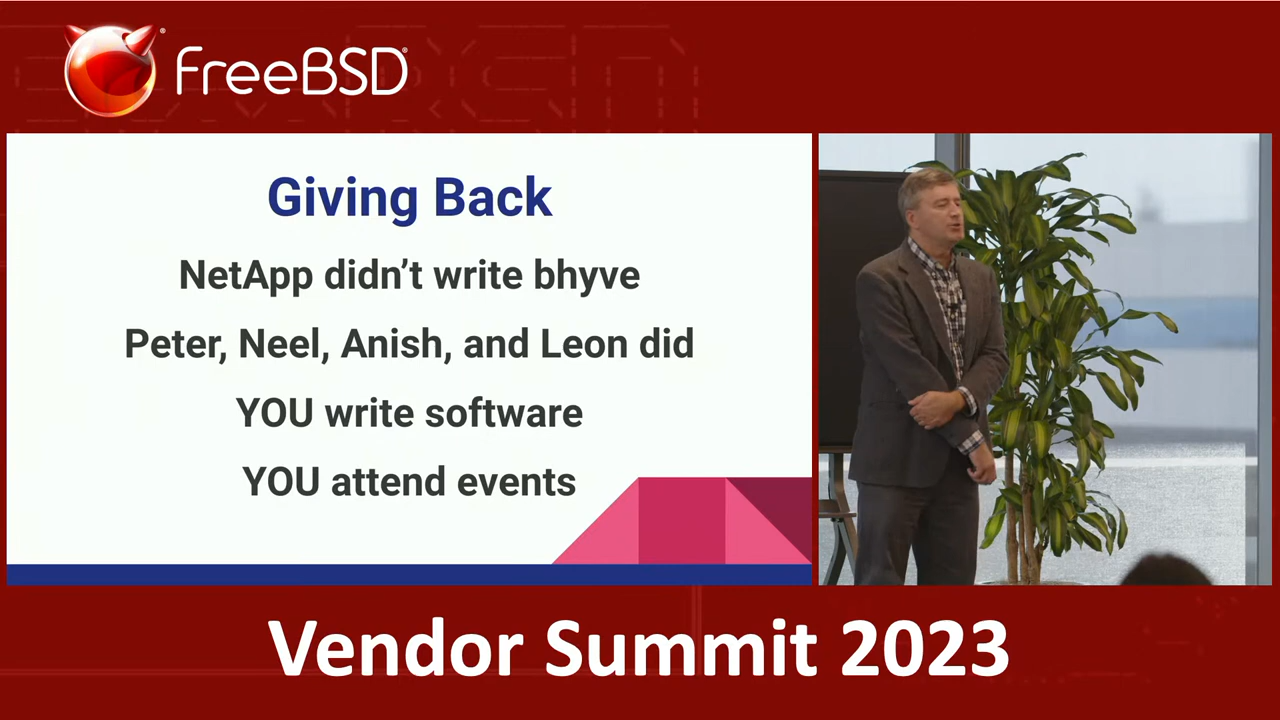 FreeBSD®
Giving Back
NetApp didn’t write bhyve
Peter, Neel, Anish, and Leon did
YOU write software
YOU attend events
Vendor Summit 2023